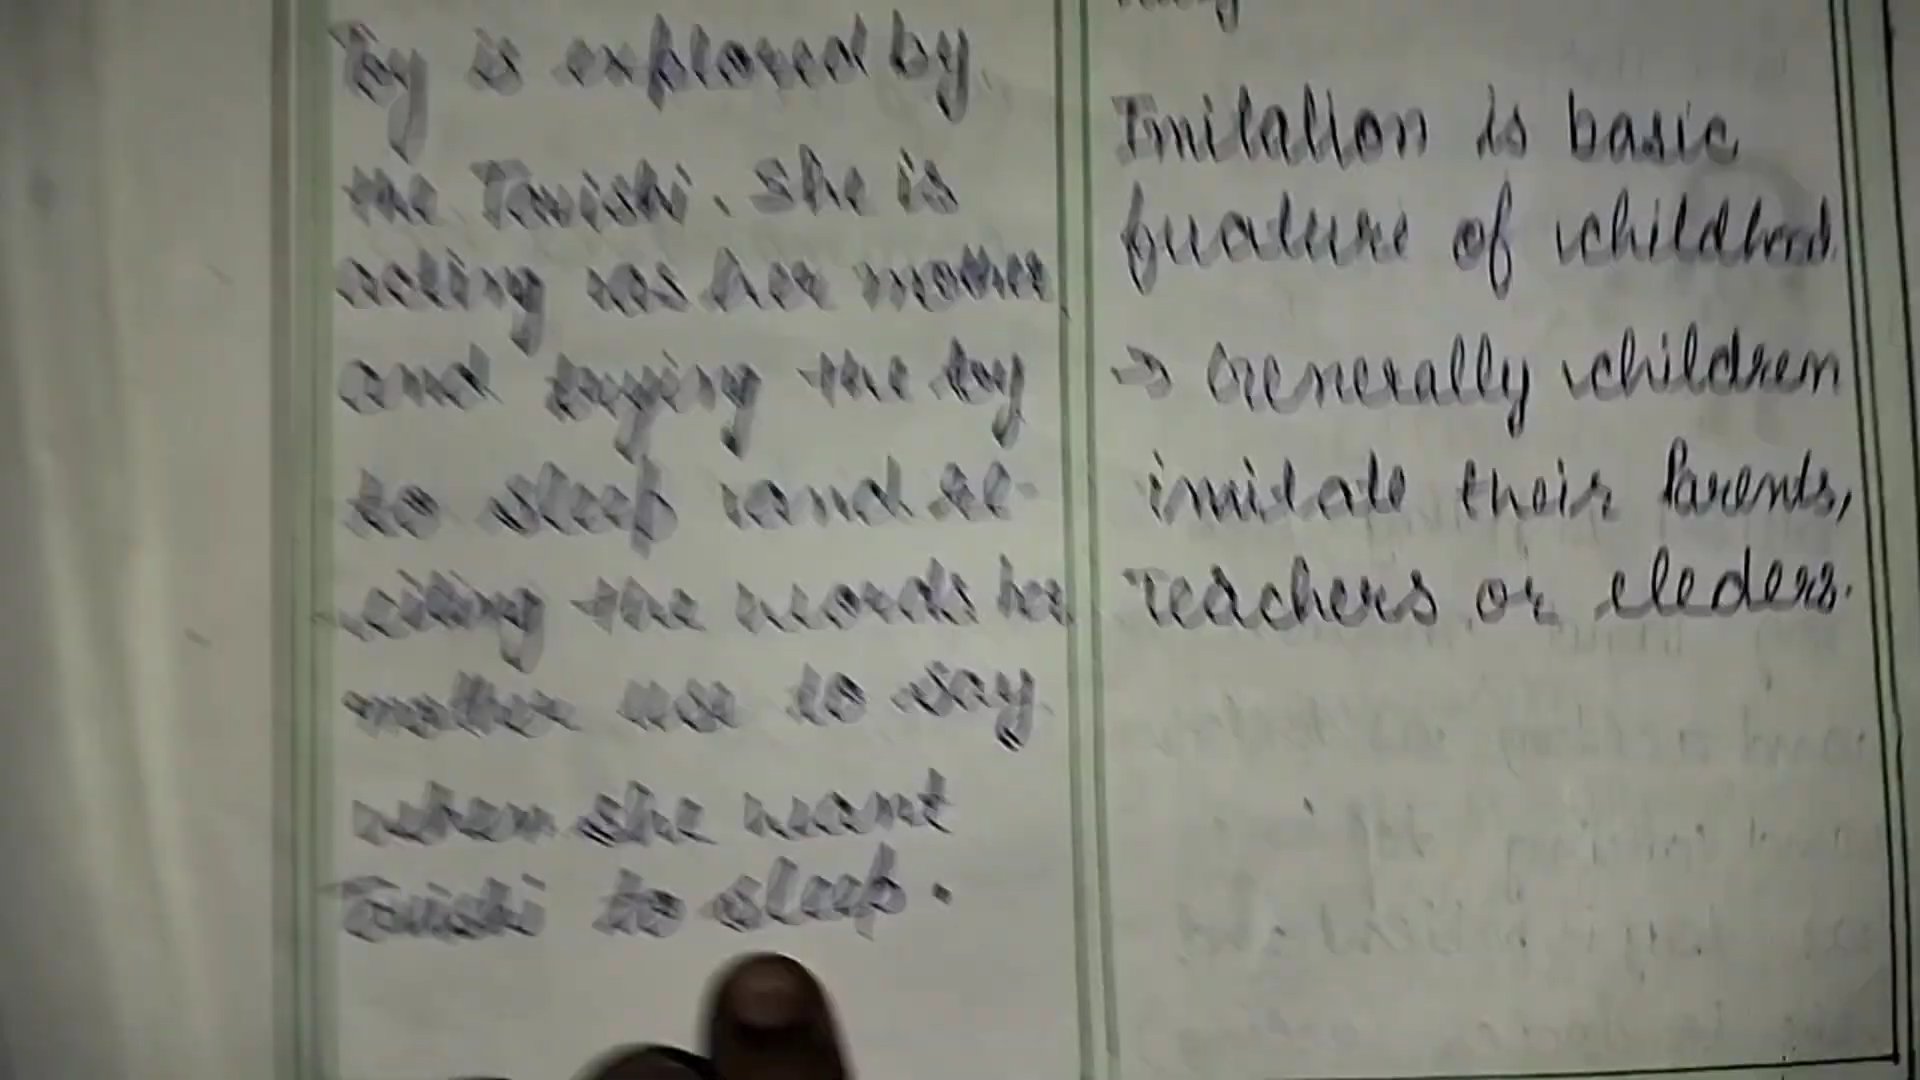 Toy is explored by
the Tanishi. She is
acting as her mother
and trying the toy
to sleep and re-
citing the words her
mother use to say
when she want
Tanishi to sleep.
Imitation is basic
fuature of childhood.
→ Generally children
imitate their Parents,
Teachers or eleders.